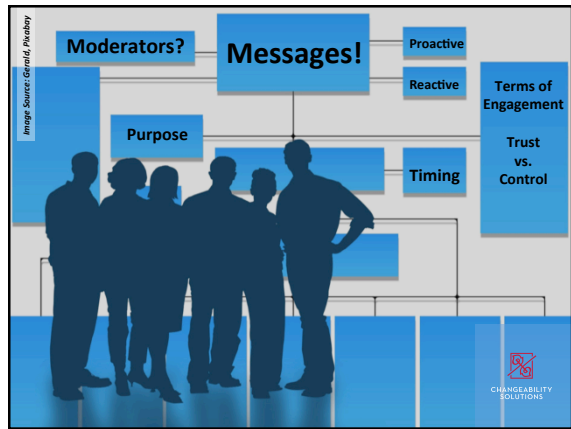 Image Source: Gerald, Pixabay
Moderators?
Messages!
Proactive
Reactive
Purpose
Timing
Terms of
Engagement
Trust
vs.
Control
CHANGEABILITY
SOLUTIONS